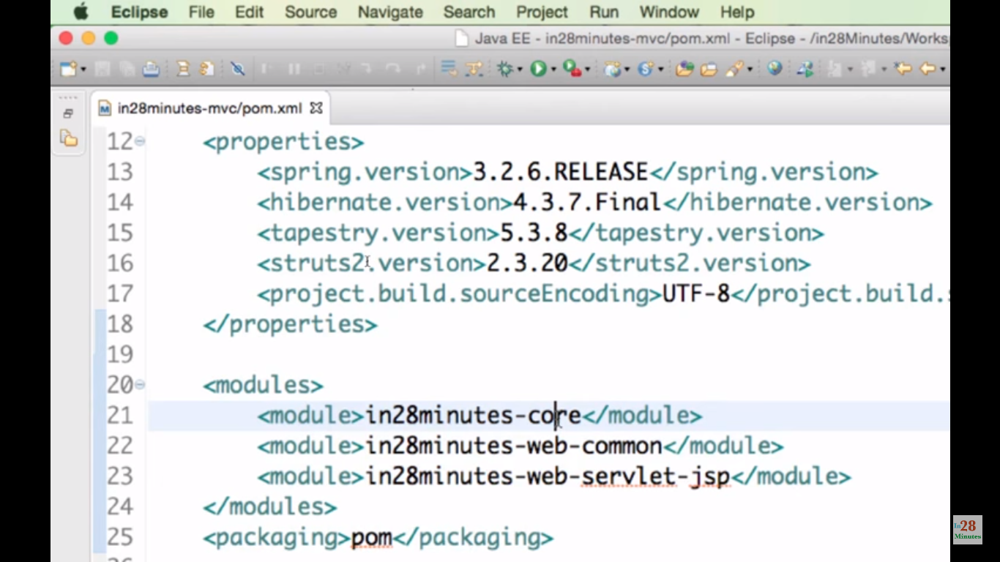 Eclipse File Edit Source Navigate Search Project Run Window Help
Java EE - in28minutes-mvc/pom.xml - Eclipse - /in28Minutes/Works
in28minutes-mvc/pom.xml
12 <properties>
13 <spring.version>3.2.6.RELEASE</spring.version>
14 <hibernate.version>4.3.7.Final</hibernate.version>
15 <tapestry.version>5.3.8</tapestry.version>
16 <struts2.version>2.3.20</struts2.version>
17 <project.build.sourceEncoding>UTF-8</project.build.
18 </properties>
19
20 <modules>
21 <module>in28minutes-core</module>
22 <module>in28minutes-web-common</module>
23 <module>in28minutes-web-servlet-jsp</module>
24 </modules>
25 <packaging>pom</packaging>
In28
Minutes